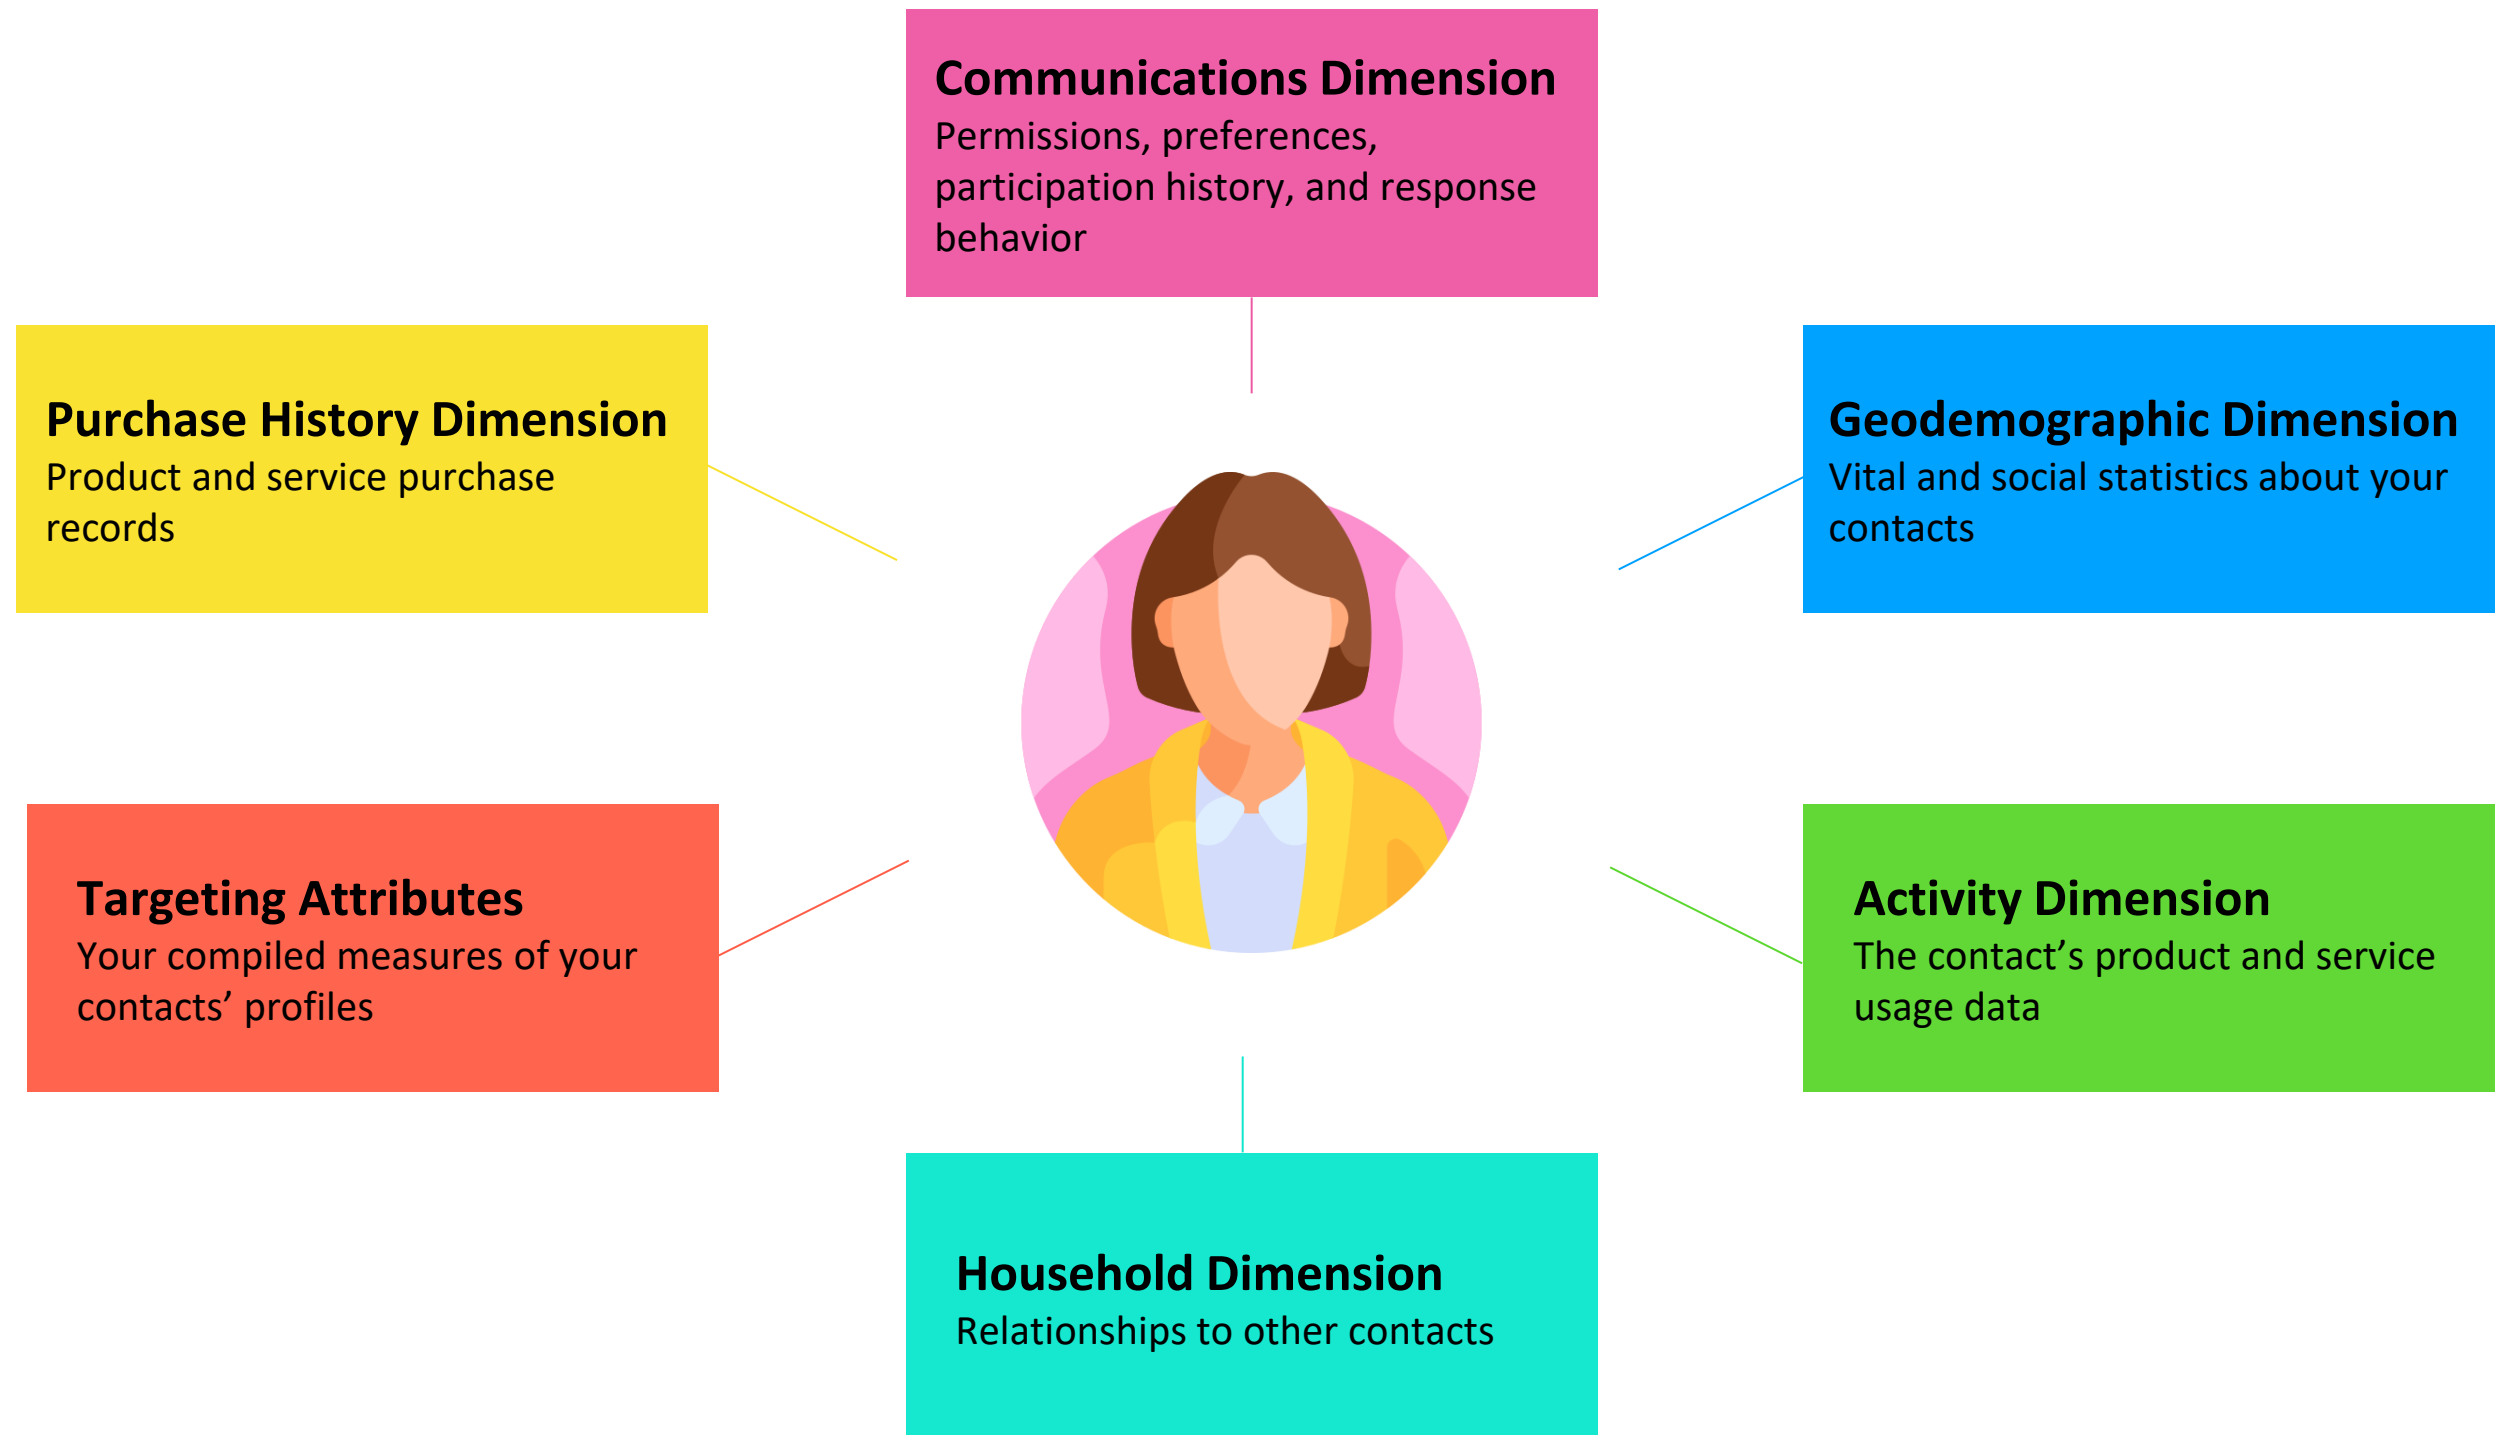 Communications Dimension
Permissions, preferences,
participation history, and response
behavior
Purchase History Dimension
Product and service purchase
records
Geodemographic Dimension
Vital and social statistics about your
contacts
Targeting Attributes
Your compiled measures of your
contacts’ profiles
Activity Dimension
The contact’s product and service
usage data
Household Dimension
Relationships to other contacts